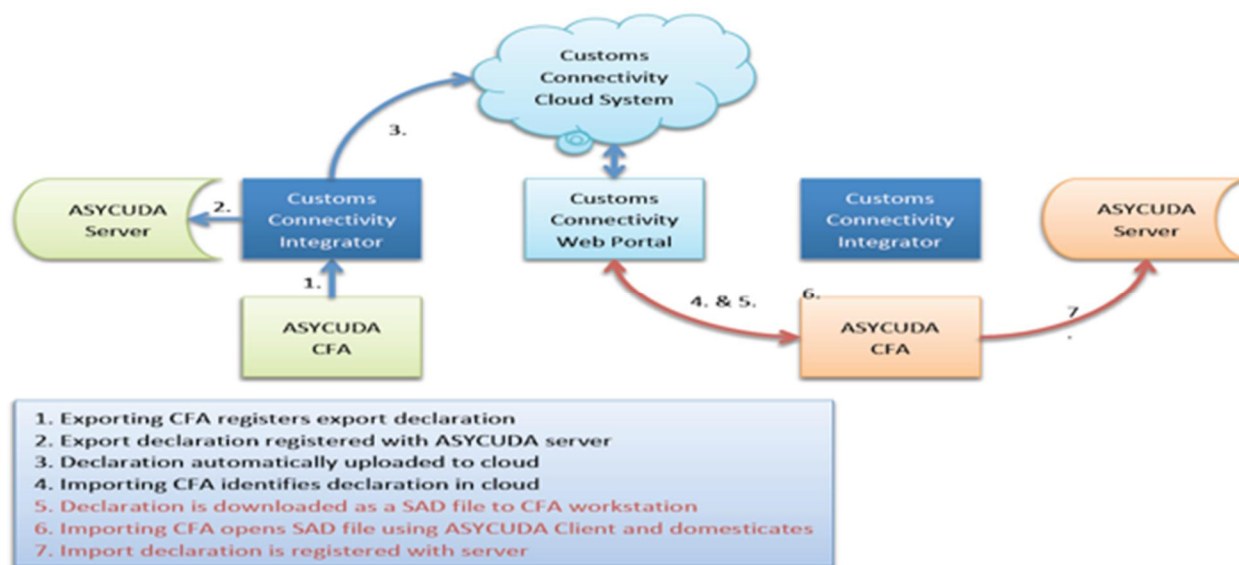 Customs
Connectivity
Cloud System
3.
ASYCUDA
Server
2.
Customs
Connectivity
Integrator
Customs
Connectivity
Web Portal
Customs
Connectivity
Integrator
ASYCUDA
Server
1.
ASYCUDA
CFA
4. & 5.
6.
ASYCUDA
CFA
7
.
1. Exporting CFA registers export declaration
2. Export declaration registered with ASYCUDA server
3. Declaration automatically uploaded to cloud
4. Importing CFA identifies declaration in cloud
5. Declaration is downloaded as a SAD file to CFA workstation
6. Importing CFA opens SAD file using ASYCUDA Client and domesticates
7. Import declaration is registered with server